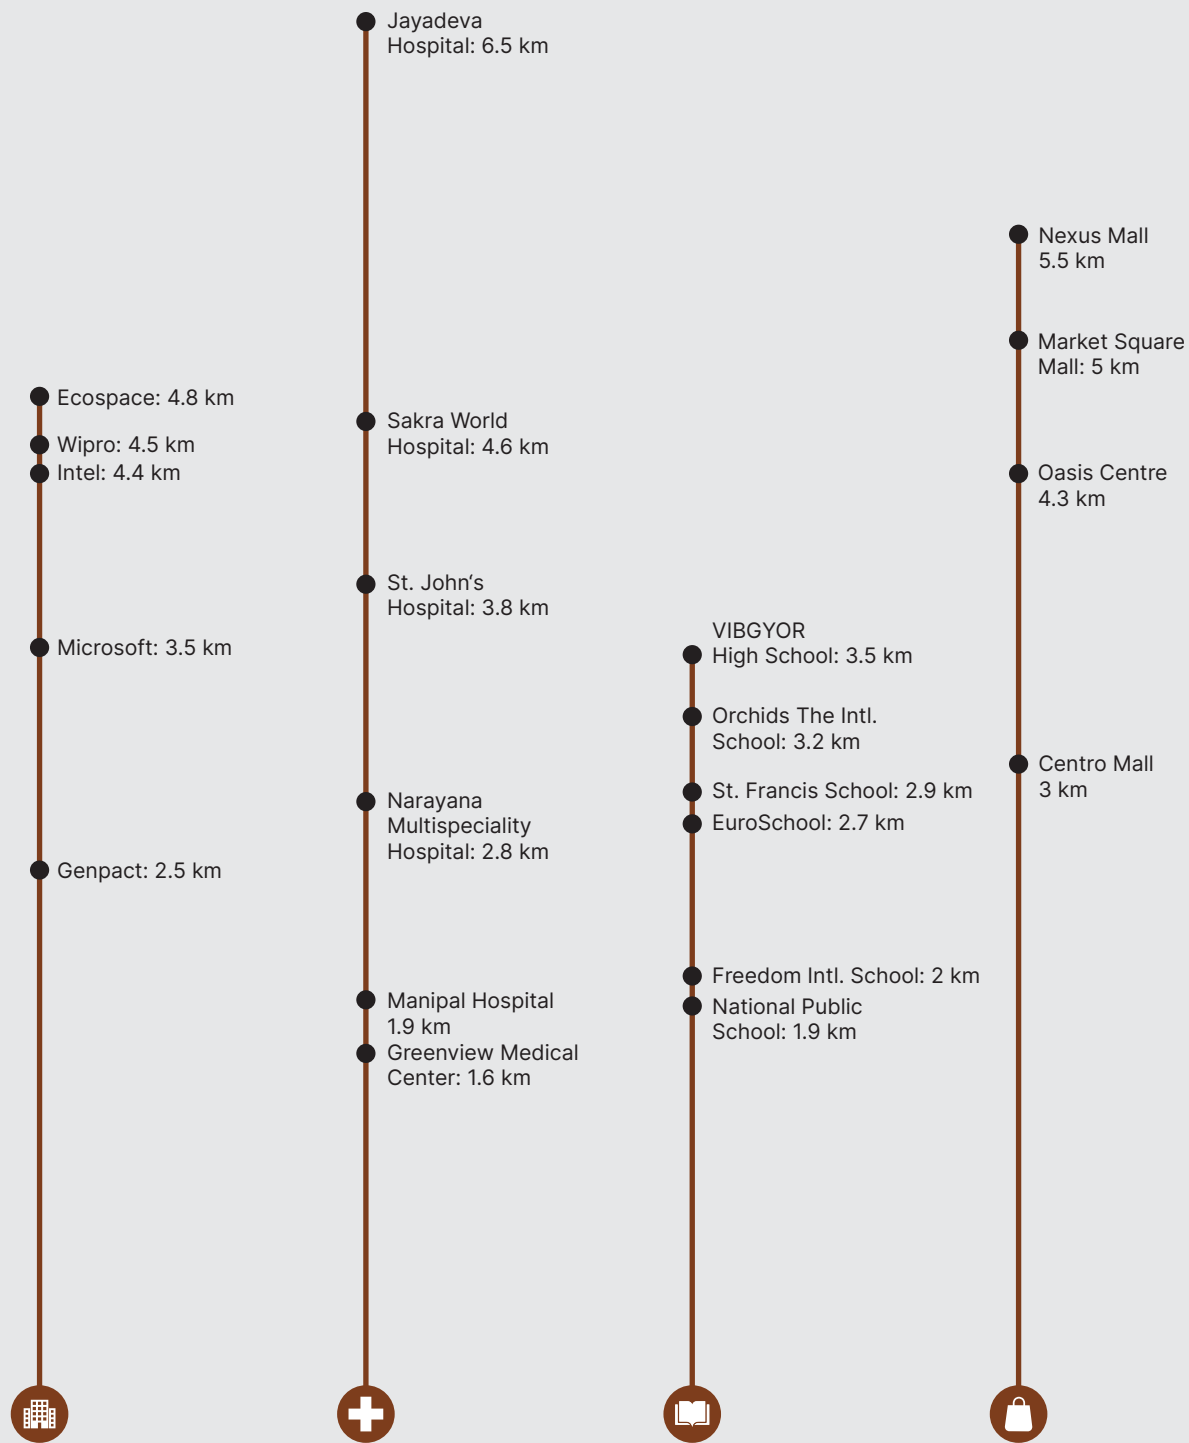 Ecospace: 4.8 km
Wipro: 4.5 km
Intel: 4.4 km
Microsoft: 3.5 km
Genpact: 2.5 km
Jayadeva
Hospital: 6.5 km
Sakra World
Hospital: 4.6 km
St. John‘s
Hospital: 3.8 km
Narayana
Multispeciality
Hospital: 2.8 km
Manipal Hospital
1.9 km
Greenview Medical
Center: 1.6 km
VIBGYOR
High School: 3.5 km
Orchids The Intl.
School: 3.2 km
St. Francis School: 2.9 km
EuroSchool: 2.7 km
Freedom Intl. School: 2 km
National Public
School: 1.9 km
Nexus Mall
5.5 km
Market Square
Mall: 5 km
Oasis Centre
4.3 km
Centro Mall
3 km